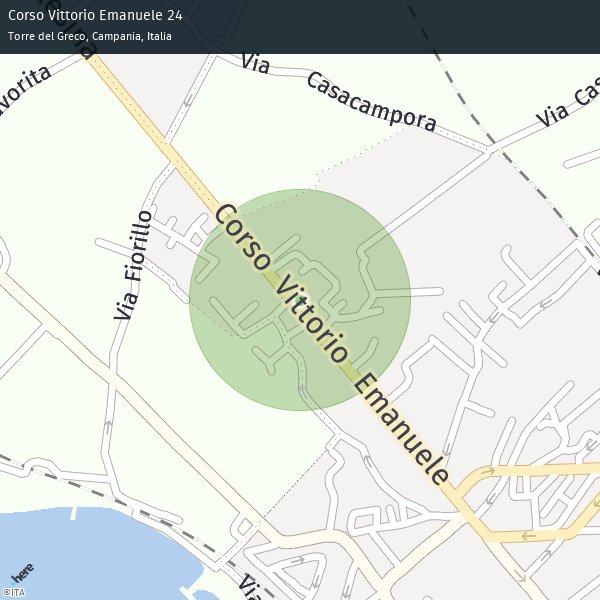 Corso Vittorio Emanuele 24
Torre del Greco, Campania, Italia
Via Casacampora
Via Fiorillo
Corso Vittorio Emanuele
Via
here
©ITA